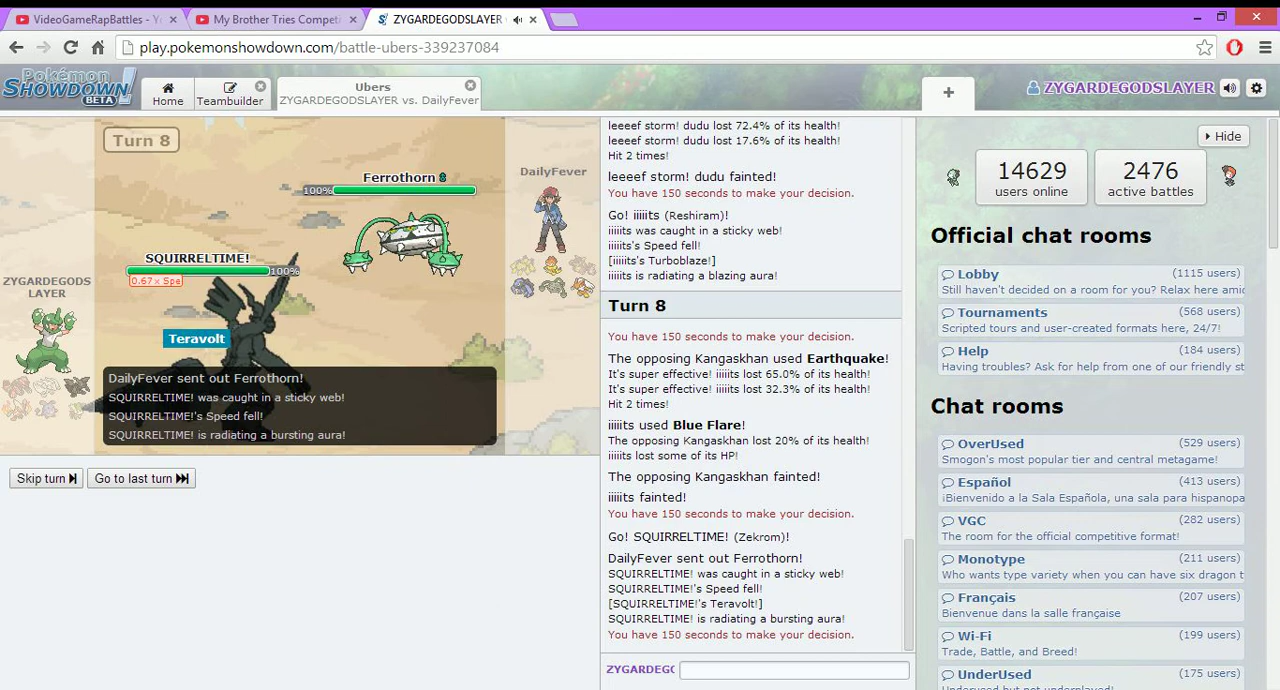 VideoGameRapBattles - Y
My Brother Tries Competi
ZYGARDEGODSLAYER
play.pokemonshowdown.com/battle-ubers-339237084
Pokémon
Showdown!
BETA
Home
Teambuilder
Ubers
ZYGARDEGODSLAYER vs. DailyFever
+
ZYGARDEGODSLAYER
Turn 8
Ferrothorn
100%
DailyFever
SQUIRRELTIME!
100%
0.67× Spe
ZYGARDEGODS
LAYER
Teravolt
DailyFever sent out Ferrothorn!
SQUIRRELTIME! was caught in a sticky web!
SQUIRRELTIME!'s Speed fell!
SQUIRRELTIME! is radiating a bursting aura!
Skip turn
Go to last turn
leeeef storm! dudu lost 72.4% of its health!
leeeef storm! dudu lost 17.6% of its health!
Hit 2 times!
leeeef storm! dudu fainted!
You have 150 seconds to make your decision.
Go! iiiiits (Reshiram)!
iiiiits was caught in a sticky web!
iiiiits's Speed fell!
[iiiiits's Turboblaze!]
iiiiits is radiating a blazing aura!
Turn 8
You have 150 seconds to make your decision.
The opposing Kangaskhan used Earthquake!
It's super effective! iiiiits lost 65.0% of its health!
It's super effective! iiiiits lost 32.3% of its health!
Hit 2 times!
iiiiits used Blue Flare!
The opposing Kangaskhan lost 20% of its health!
iiiiits lost some of its HP!
The opposing Kangaskhan fainted!
iiiiits fainted!
You have 150 seconds to make your decision.
Go! SQUIRRELTIME! (Zekrom)!
DailyFever sent out Ferrothorn!
SQUIRRELTIME! was caught in a sticky web!
SQUIRRELTIME!'s Speed fell!
[SQUIRRELTIME!'s Teravolt!]
SQUIRRELTIME! is radiating a bursting aura!
You have 150 seconds to make your decision.
ZYGARDEGO
Hide
14629
users online
2476
active battles
Official chat rooms
Lobby (1115 users)
Still haven't decided on a room for you? Relax here amid
Tournaments (568 users)
Scripted tours and user-created formats here, 24/7!
Help (184 users)
Having troubles? Ask for help from one of our friendly st
Chat rooms
OverUsed (529 users)
Smogon's most popular tier and central metagame!
Español (413 users)
¡Bienvenido a la Sala Española, una sala para hispanopa
VGC (282 users)
The room for the official competitive format!
Monotype (211 users)
Who wants type variety when you can have six dragon t
Français (207 users)
Bienvenue dans la salle française
Wi-Fi (199 users)
Trade, Battle, and Breed!
UnderUsed (175 users)
Underused but not underplayed!